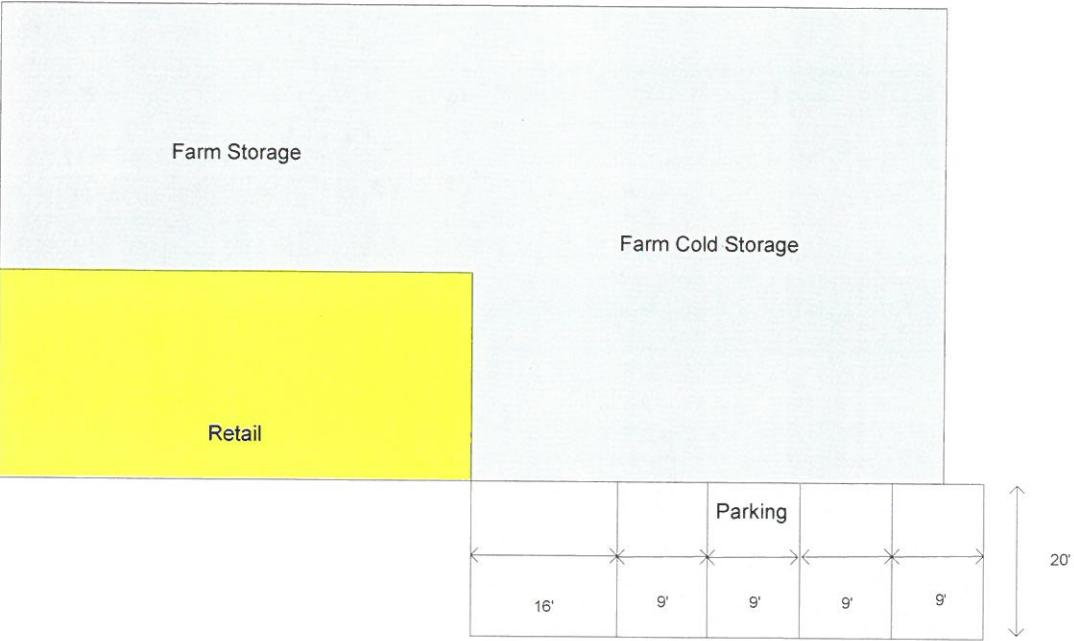 Farm Storage
Farm Cold Storage
Retail
Parking
20'
16'
9'
9'
9'
9'